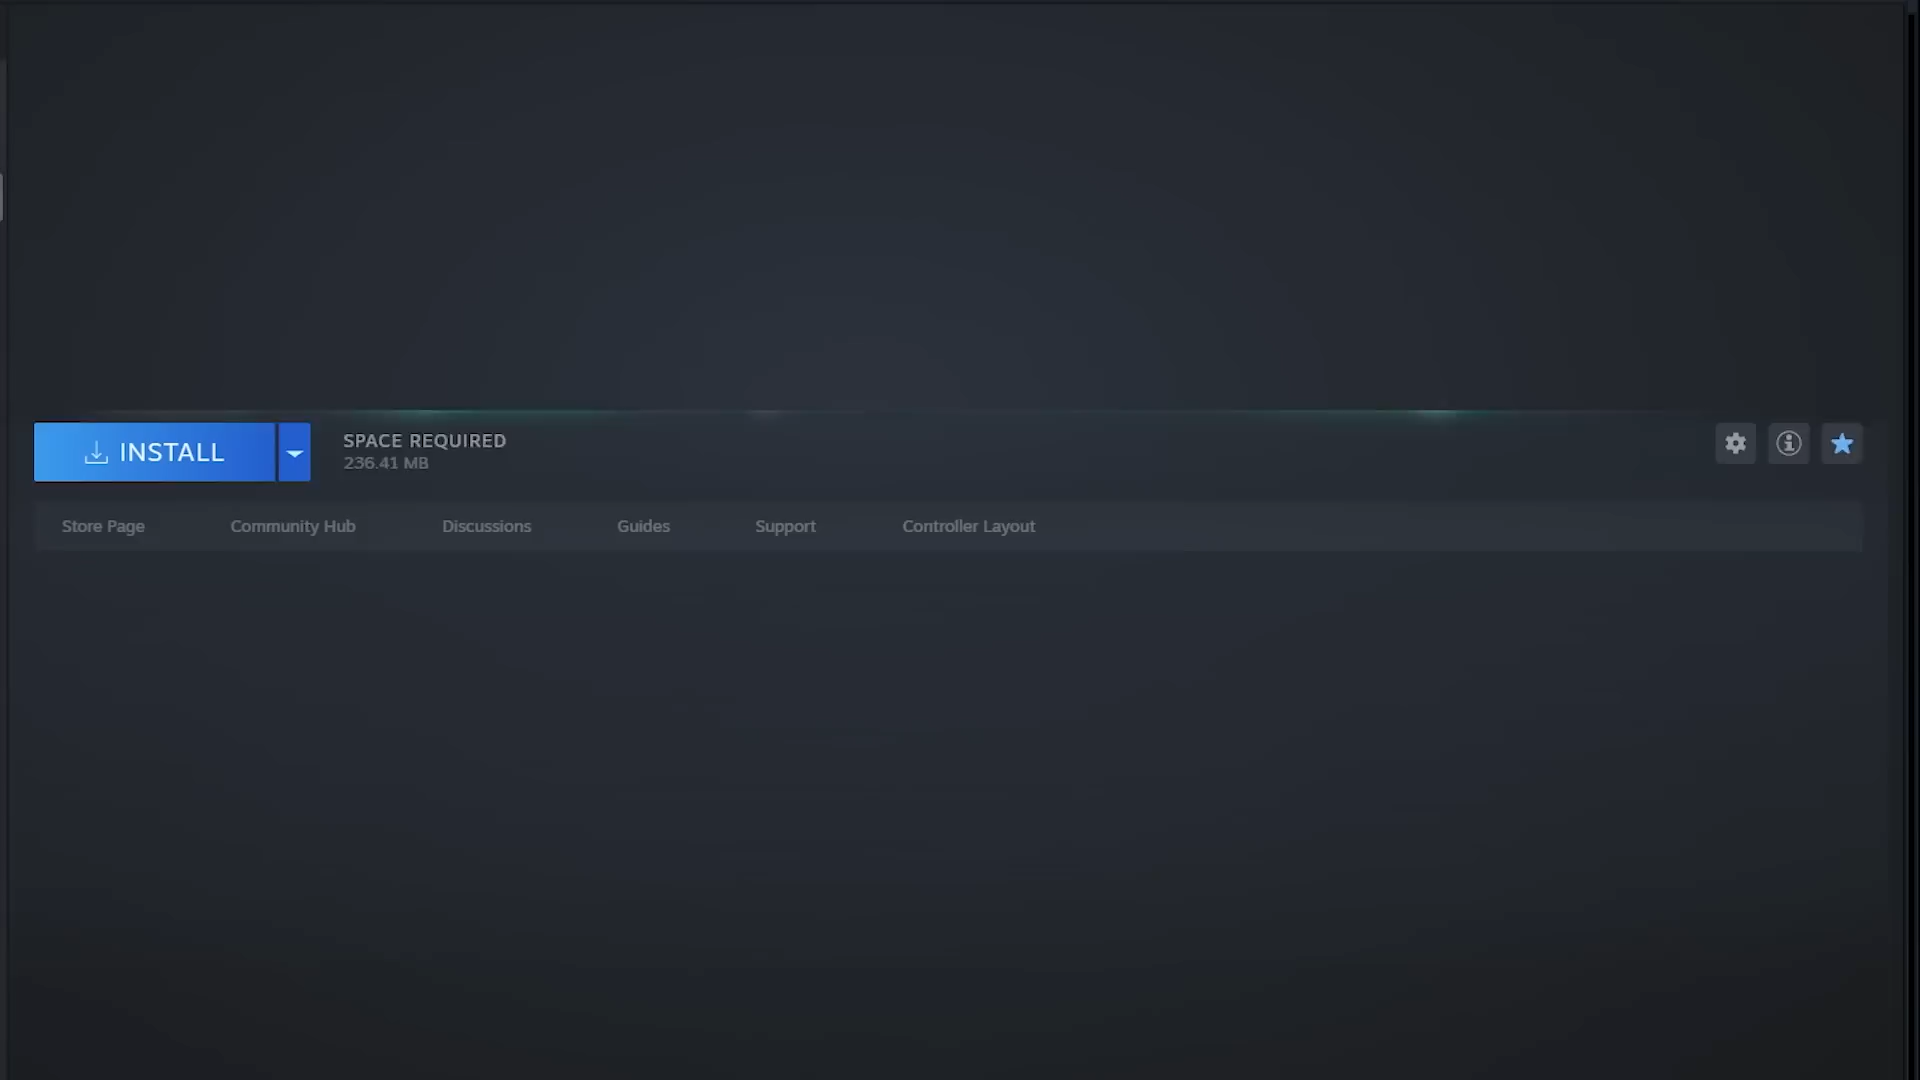 INSTALL
SPACE REQUIRED
236.41 MB
Store Page Community Hub Discussions Guides Support Controller Layout